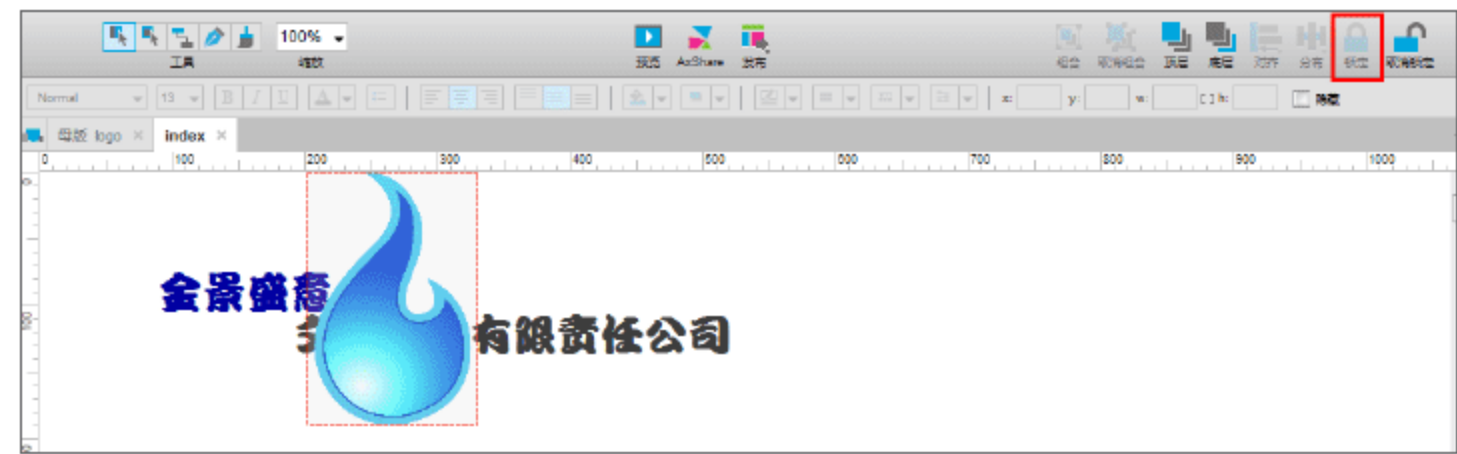 100%
工具 缩放 预览 AxShare 发布 组合 取消组合 顶层 底层 对齐 分布 锁定 取消锁定
Normal 13 B I U x: y: w: h: 隐藏
母版 logo × index ×
0 100 200 300 400 500 600 700 800 900 1000
0
金景盛意
100
有限责任公司